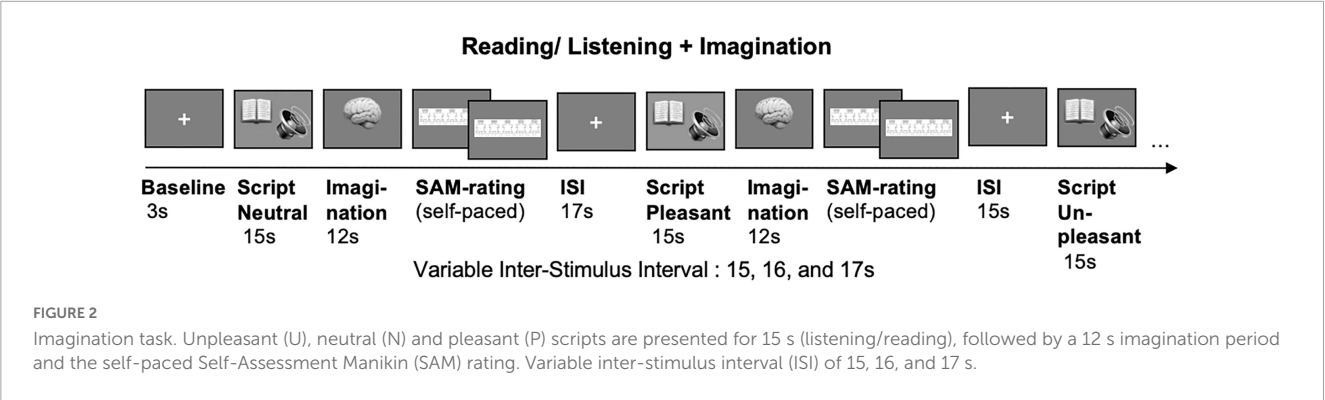 Reading/ Listening + Imagination
Baseline
3s
Script
Neutral
15s
Imagi-
nation
12s
SAM-rating
(self-paced)
ISI
17s
Script
Pleasant
15s
Imagi-
nation
12s
SAM-rating
(self-paced)
ISI
15s
Script
Un-
pleasant
15s
...
Variable Inter-Stimulus Interval : 15, 16, and 17s
FIGURE 2
Imagination task. Unpleasant (U), neutral (N) and pleasant (P) scripts are presented for 15 s (listening/reading), followed by a 12 s imagination period
and the self-paced Self-Assessment Manikin (SAM) rating. Variable inter-stimulus interval (ISI) of 15, 16, and 17 s.